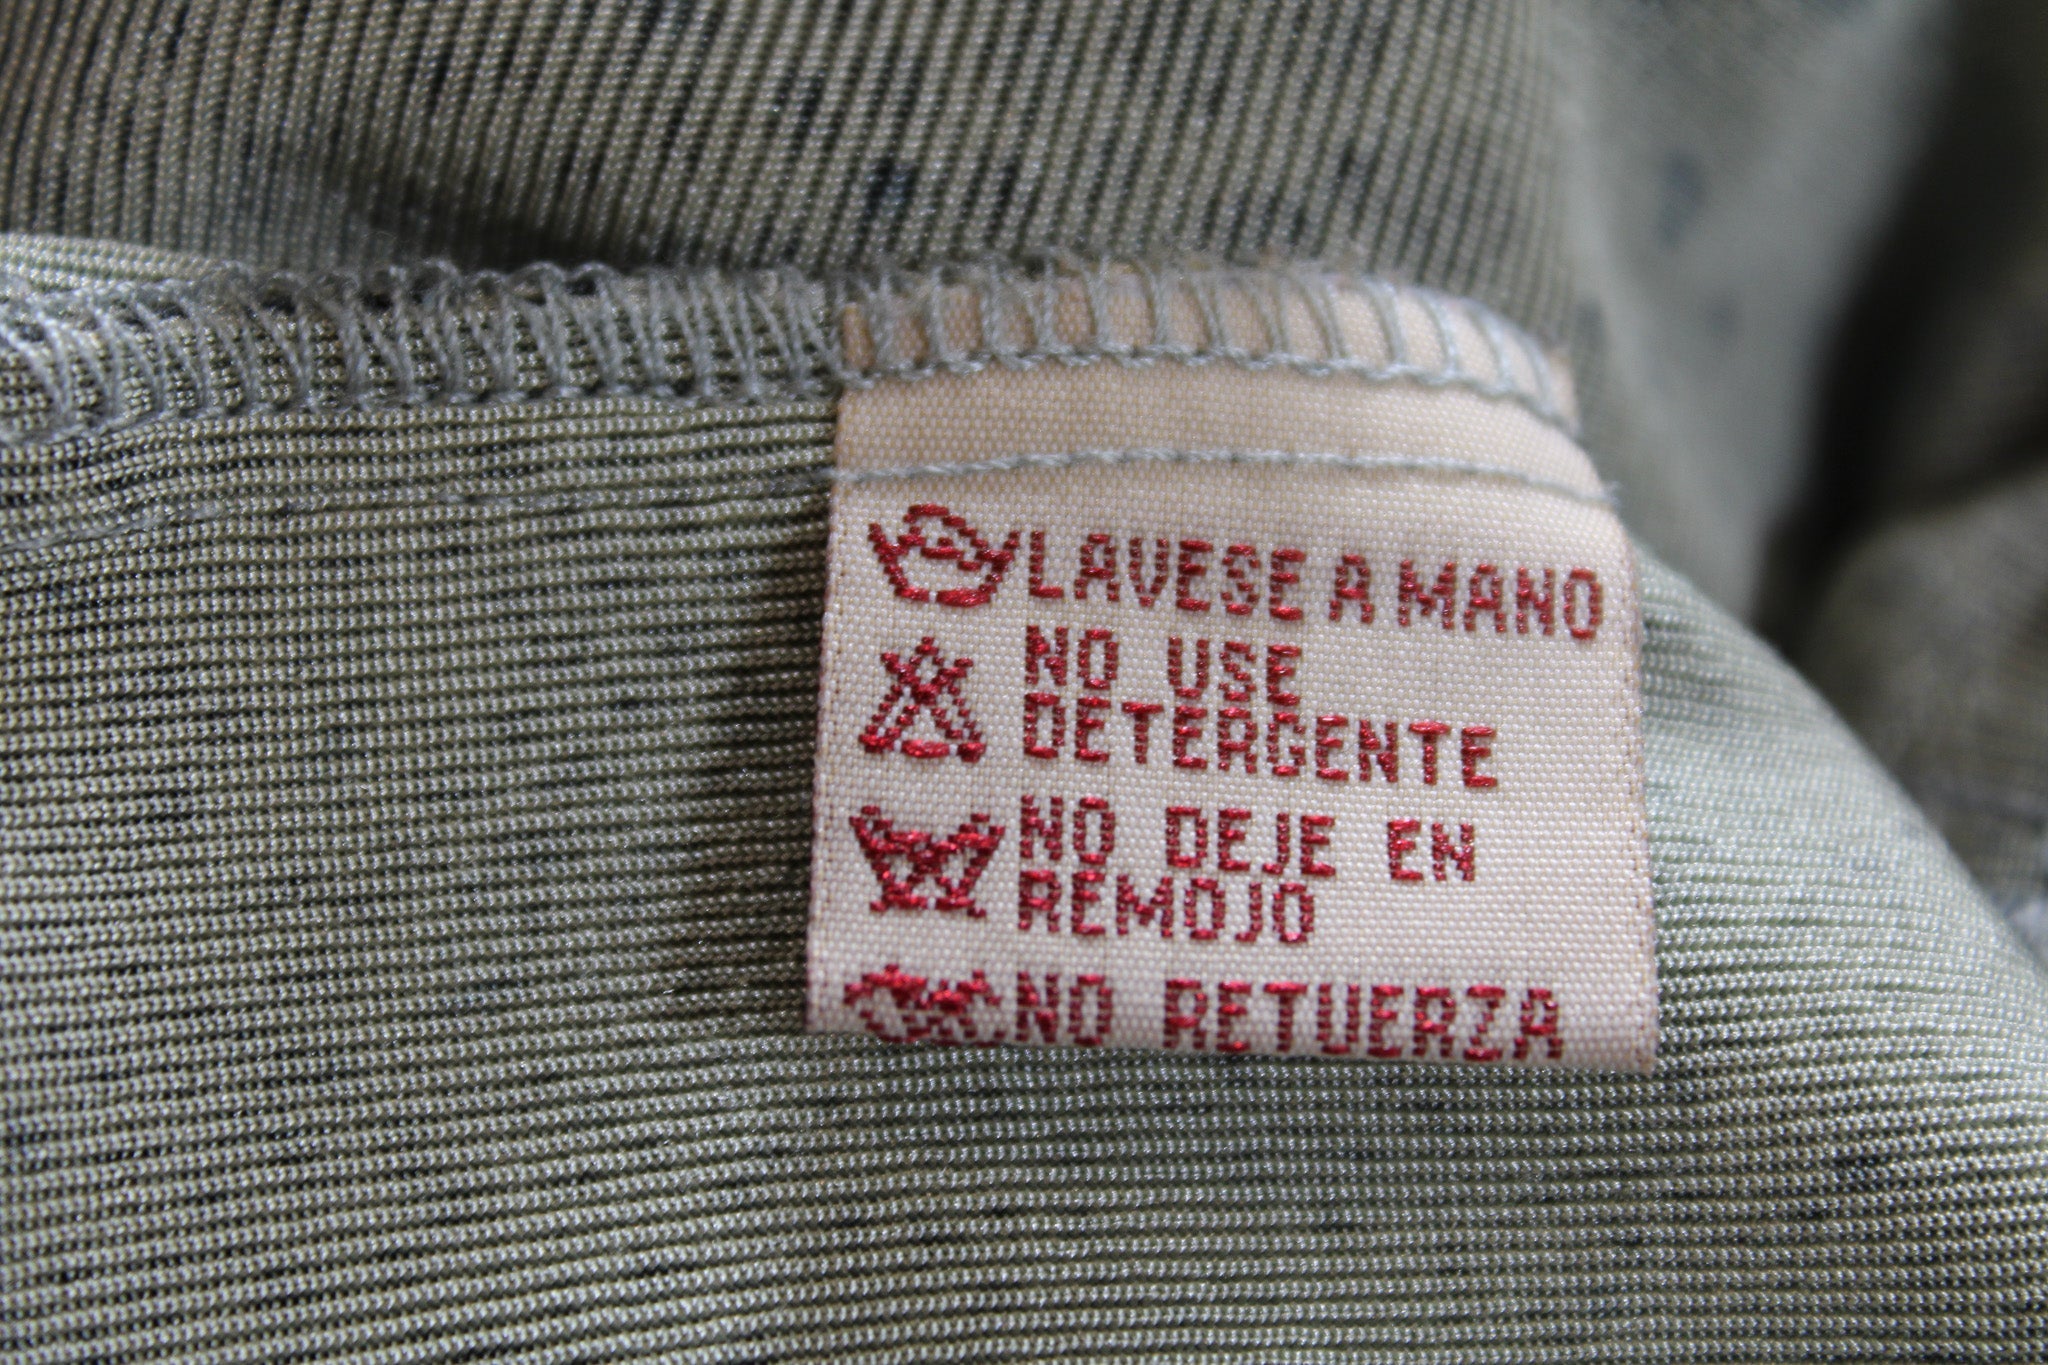 LAVESE A MANO
NO USE
DETERGENTE
NO DEJE EN
REMOJO
NO RETUERZA